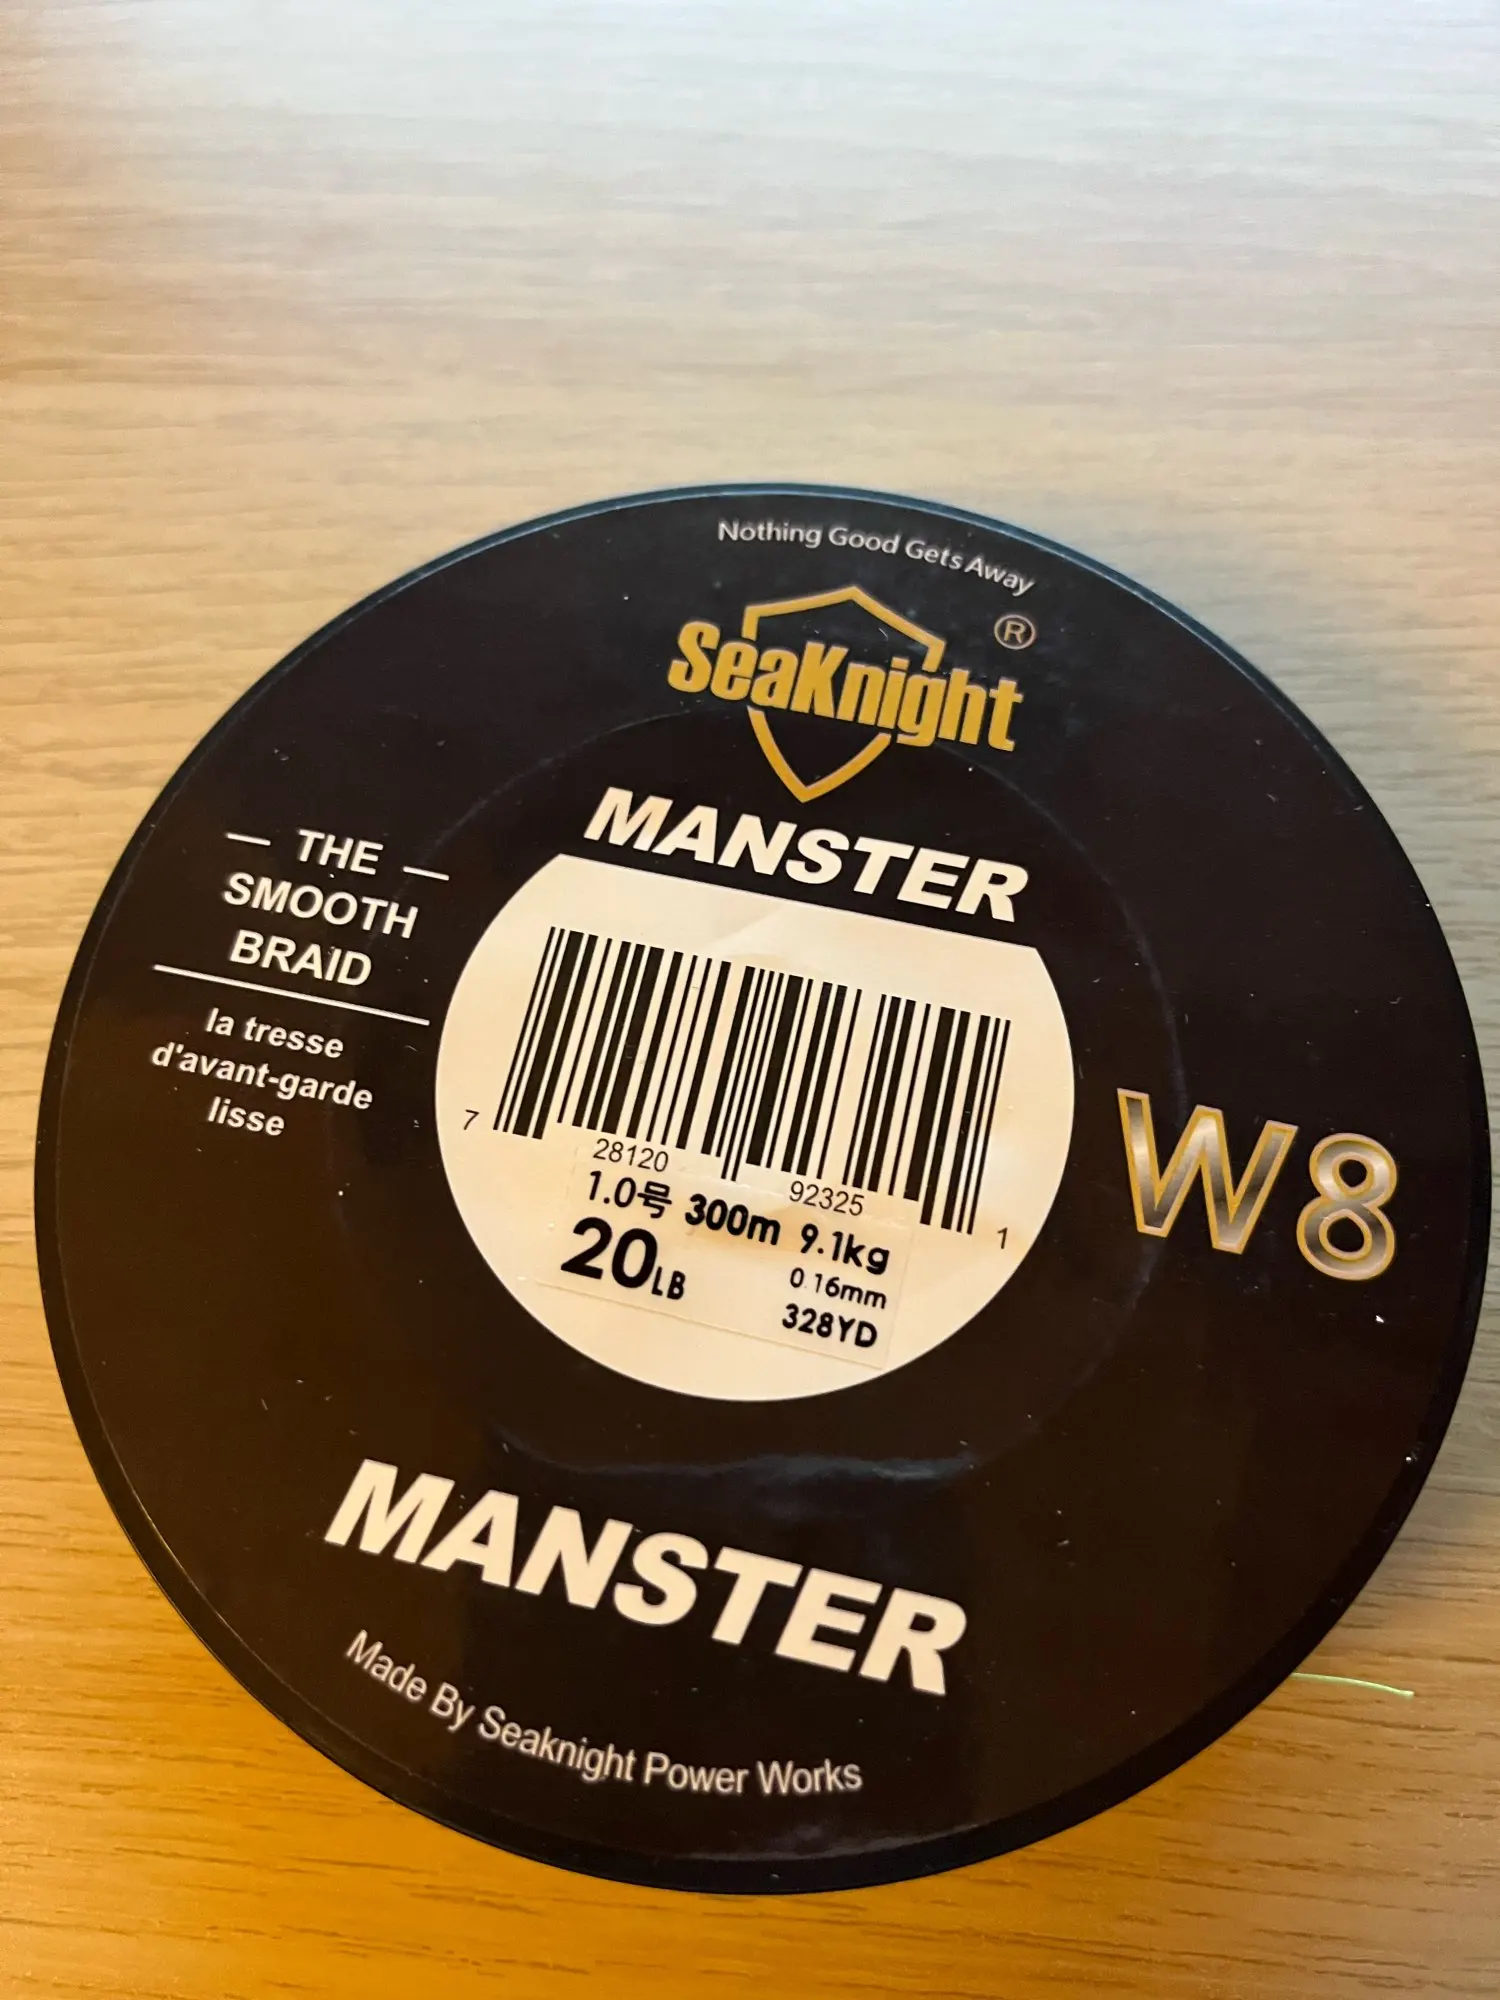 Nothing Good Gets Away
SeaKnight®
MANSTER
— THE —
SMOOTH
BRAID
la tresse
d'avant-garde
lisse
7 28120 92325 1
1.0号 300m 9.1kg
20LB 0.16mm
328YD
W8
MANSTER
Made By Seaknight Power Works